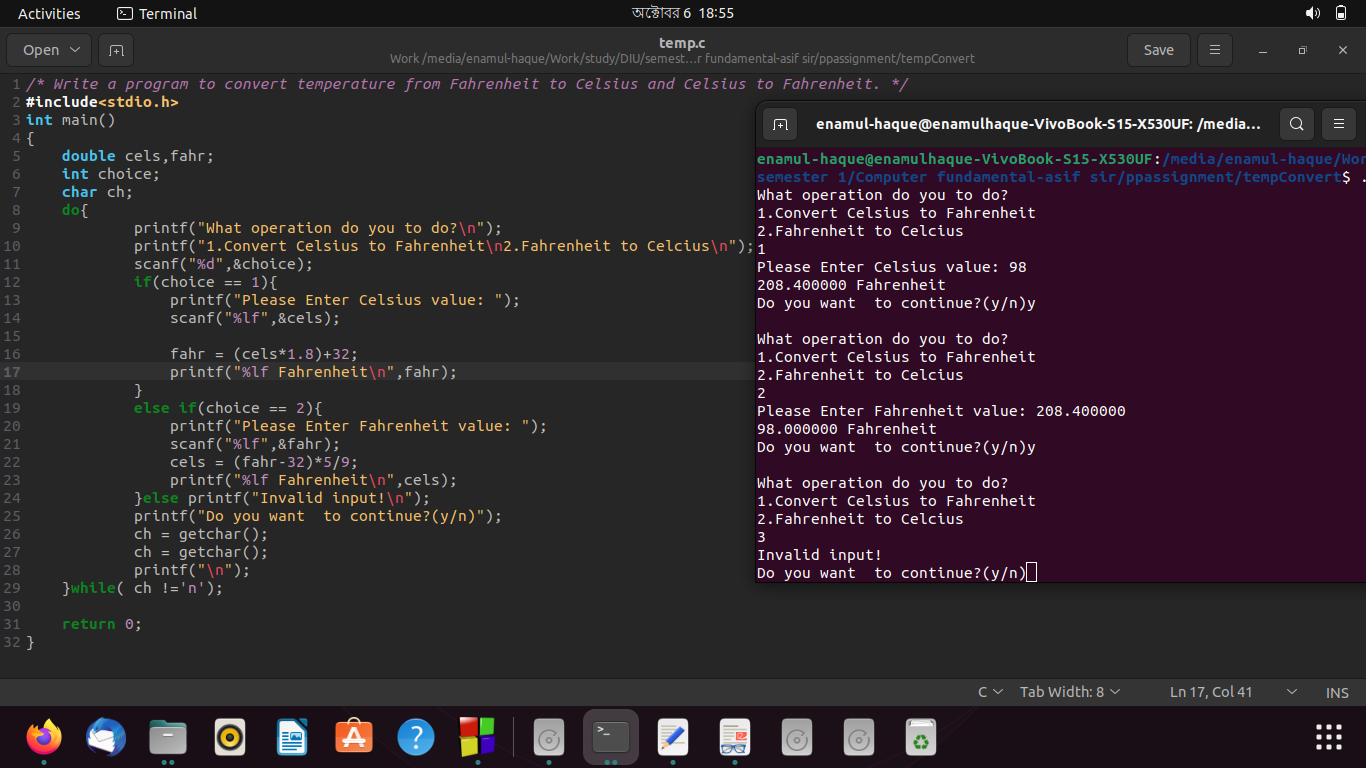 Activities Terminal অক্টোবর 6 18:55
Open temp.c Save
Work /media/enamul-haque/Work/study/DIU/semest...r fundamental-asif sir/ppassignment/tempConvert
1 /* Write a program to convert temperature from Fahrenheit to Celsius and Celsius to Fahrenheit. */
2 #include<stdio.h>
3 int main()
4 {
5 double cels,fahr;
6 int choice;
7 char ch;
8 do{
9 printf("What operation do you to do?\n");
10 printf("1.Convert Celsius to Fahrenheit\n2.Fahrenheit to Celcius\n");
11 scanf("%d",&choice);
12 if(choice == 1){
13 printf("Please Enter Celsius value: ");
14 scanf("%lf",&cels);
15
16 fahr = (cels*1.8)+32;
17 printf("%lf Fahrenheit\n",fahr);
18 }
19 else if(choice == 2){
20 printf("Please Enter Fahrenheit value: ");
21 scanf("%lf",&fahr);
22 cels = (fahr-32)*5/9;
23 printf("%lf Fahrenheit\n",cels);
24 }else printf("Invalid input!\n");
25 printf("Do you want  to continue?(y/n)");
26 ch = getchar();
27 ch = getchar();
28 printf("\n");
29 }while( ch !='n');
30
31 return 0;
32 }
enamul-haque@enamulhaque-VivoBook-S15-X530UF: /media...
enamul-haque@enamulhaque-VivoBook-S15-X530UF:/media/enamul-haque/Wor
semester 1/Computer fundamental-asif sir/ppassignment/tempConvert$ .
What operation do you to do?
1.Convert Celsius to Fahrenheit
2.Fahrenheit to Celcius
1
Please Enter Celsius value: 98
208.400000 Fahrenheit
Do you want  to continue?(y/n)y
What operation do you to do?
1.Convert Celsius to Fahrenheit
2.Fahrenheit to Celcius
2
Please Enter Fahrenheit value: 208.400000
98.000000 Fahrenheit
Do you want  to continue?(y/n)y
What operation do you to do?
1.Convert Celsius to Fahrenheit
2.Fahrenheit to Celcius
3
Invalid input!
Do you want  to continue?(y/n)
C Tab Width: 8 Ln 17, Col 41 INS